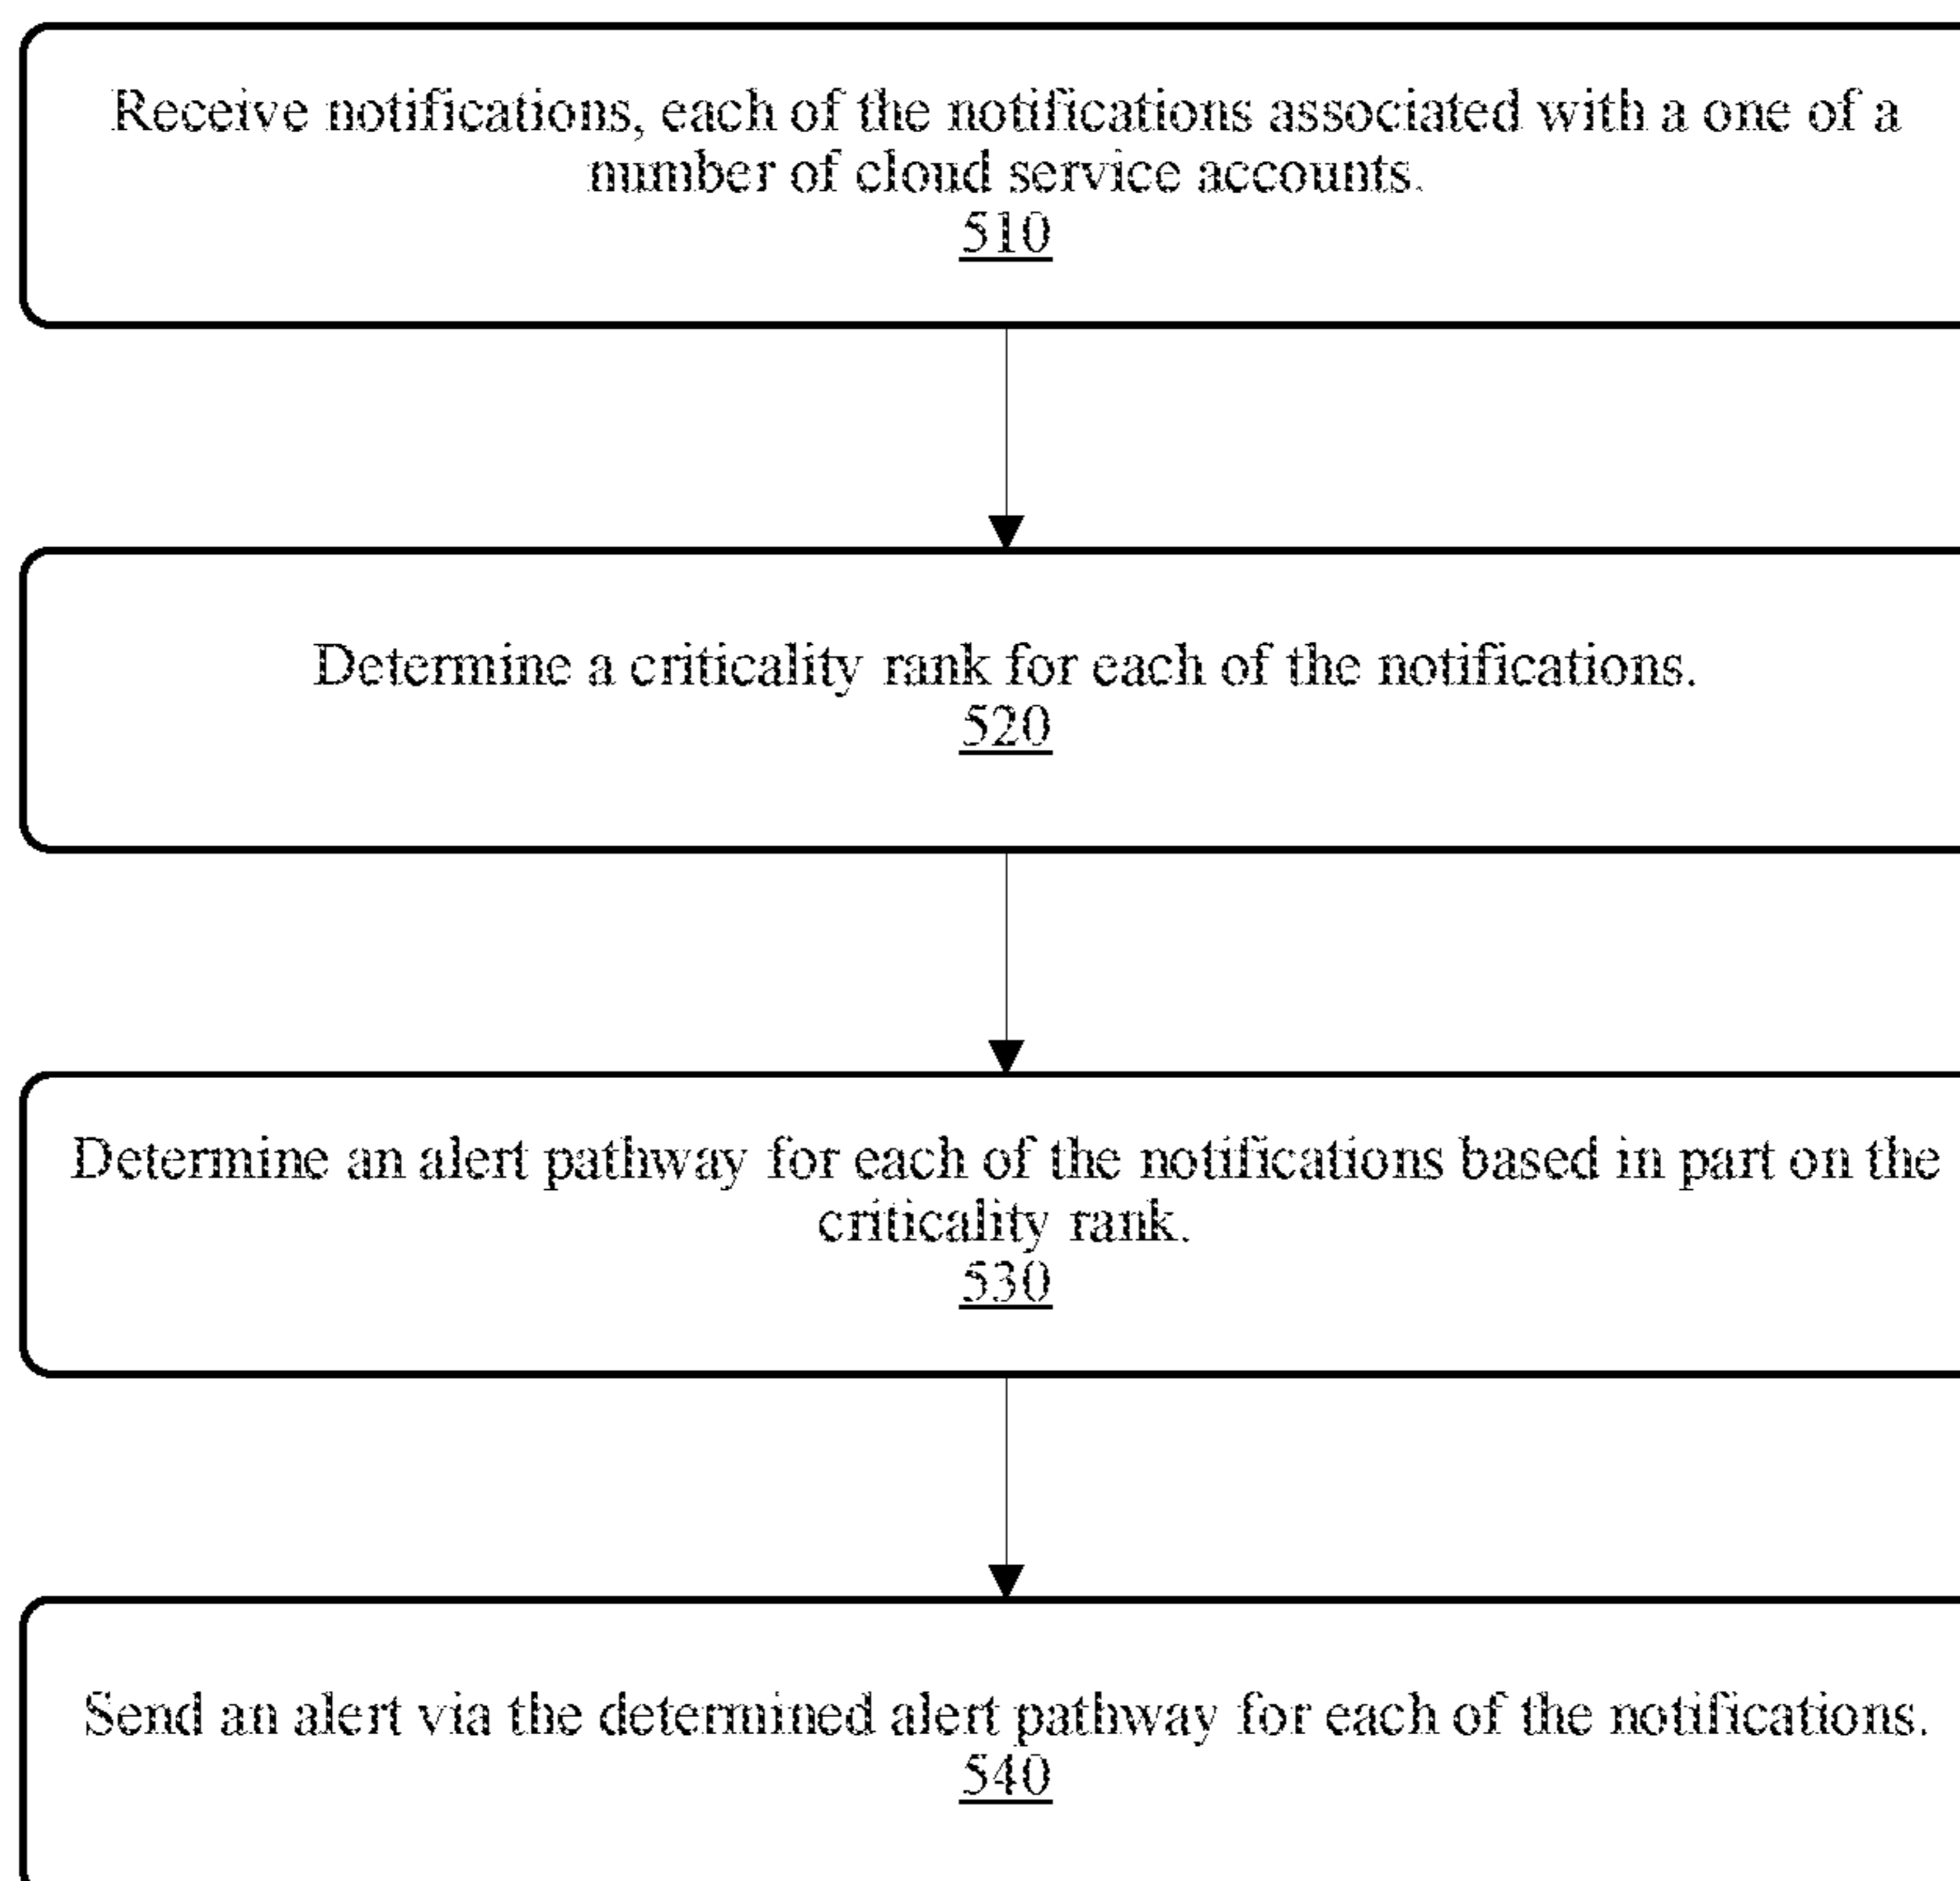 Receive notifications, each of the notifications associated with a one of a
number of cloud service accounts.
510
Determine a criticality rank for each of the notifications.
520
Determine an alert pathway for each of the notifications based in part on the
criticality rank.
530
Send an alert via the determined alert pathway for each of the notifications.
540